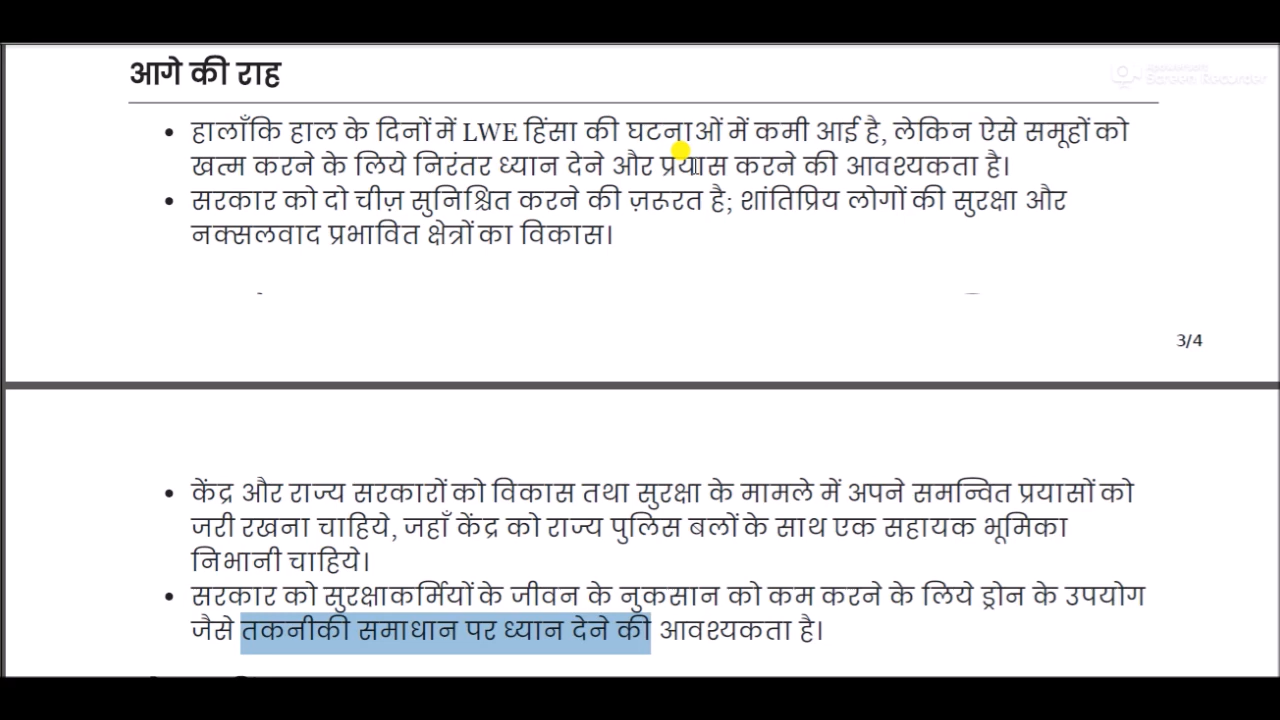 आगे की राह
Screen Recorder
• हालाँकि हाल के दिनों में LWE हिंसा की घटनाओं में कमी आई है, लेकिन ऐसे समूहों को
खत्म करने के लिये निरंतर ध्यान देने और प्रयास करने की आवश्यकता है।
• सरकार को दो चीज़ सुनिश्चित करने की ज़रूरत है; शांतिप्रिय लोगों की सुरक्षा और
नक्सलवाद प्रभावित क्षेत्रों का विकास।
3/4
• केंद्र और राज्य सरकारों को विकास तथा सुरक्षा के मामले में अपने समन्वित प्रयासों को
जरी रखना चाहिये, जहाँ केंद्र को राज्य पुलिस बलों के साथ एक सहायक भूमिका
निभानी चाहिये।
• सरकार को सुरक्षाकर्मियों के जीवन के नुकसान को कम करने के लिये ड्रोन के उपयोग
जैसे तकनीकी समाधान पर ध्यान देने की आवश्यकता है।